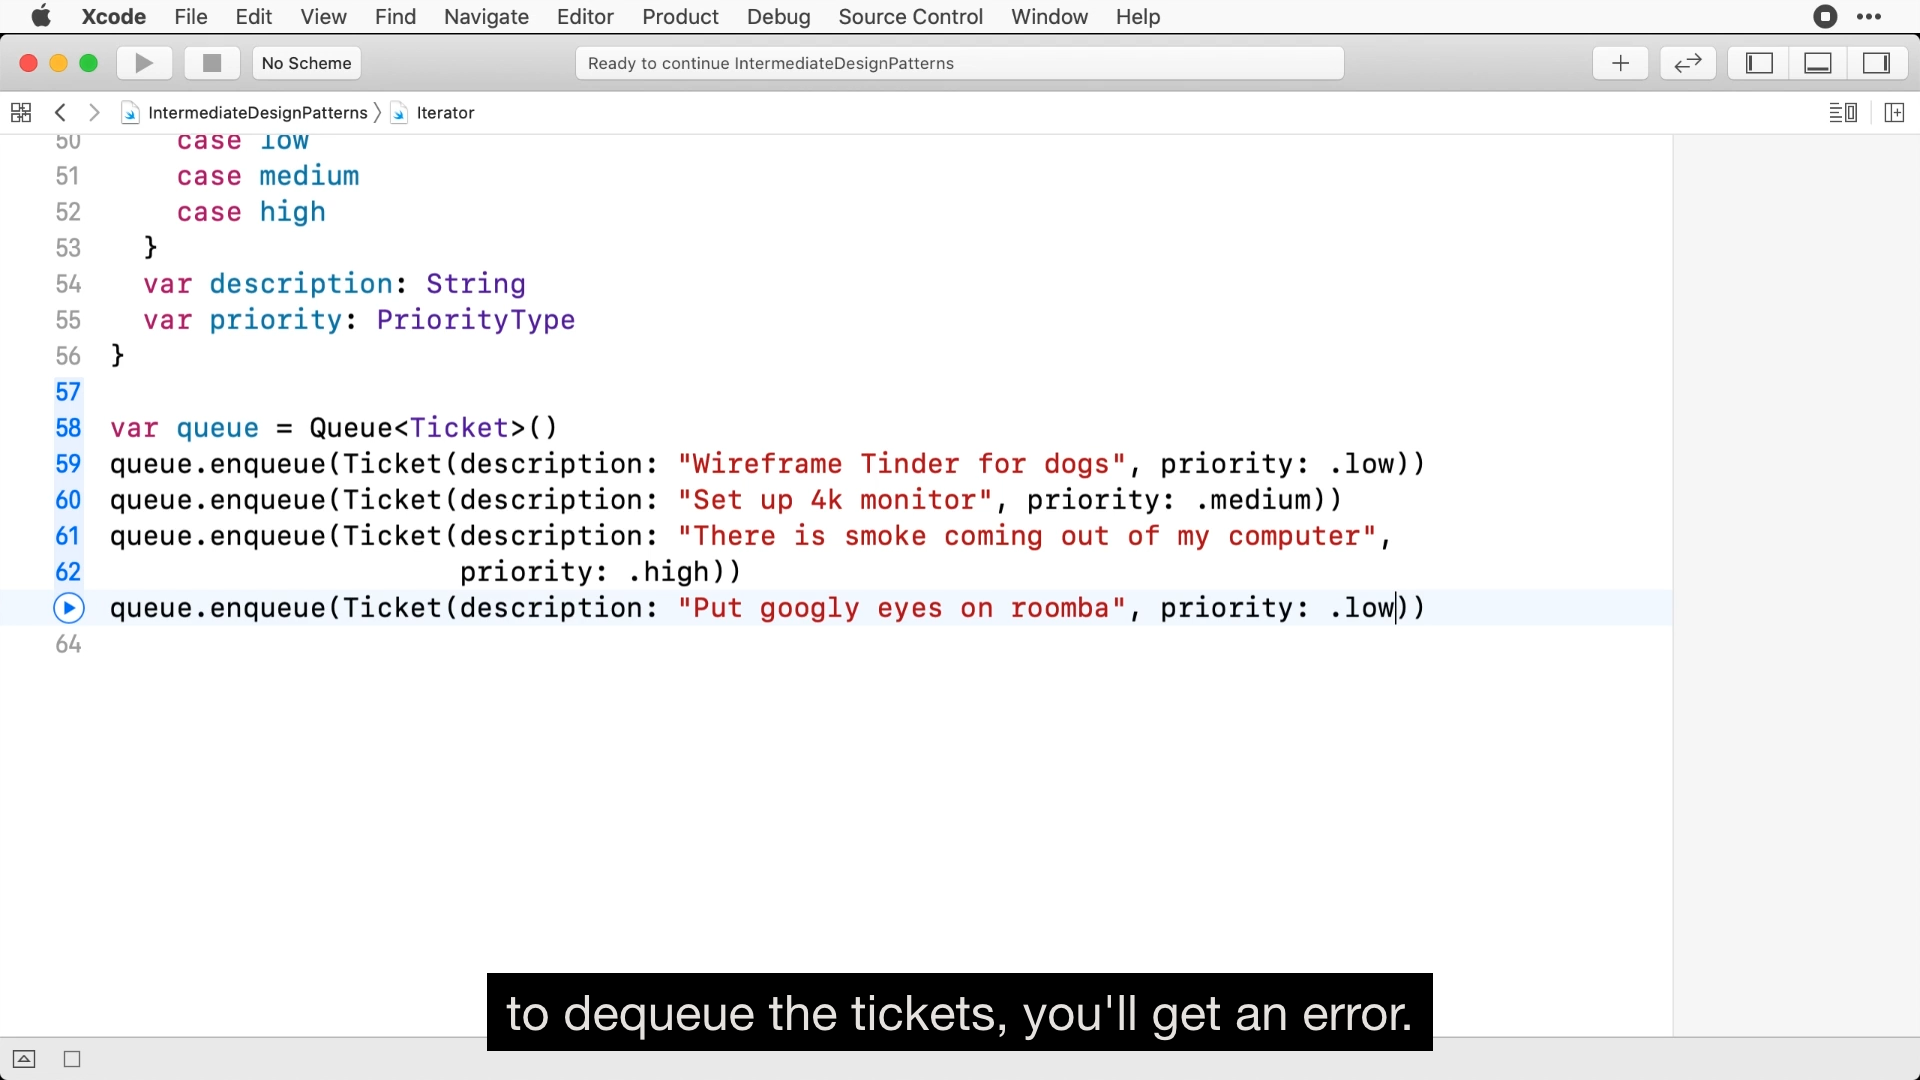 Xcode File Edit View Find Navigate Editor Product Debug Source Control Window Help
No Scheme
Ready to continue IntermediateDesignPatterns
IntermediateDesignPatterns Iterator
50 case low
51 case medium
52 case high
53 }
54 var description: String
55 var priority: PriorityType
56 }
57
58 var queue = Queue<Ticket>()
59 queue.enqueue(Ticket(description: "Wireframe Tinder for dogs", priority: .low))
60 queue.enqueue(Ticket(description: "Set up 4k monitor", priority: .medium))
61 queue.enqueue(Ticket(description: "There is smoke coming out of my computer",
62 priority: .high))
queue.enqueue(Ticket(description: "Put googly eyes on roomba", priority: .low))
64
to dequeue the tickets, you'll get an error.